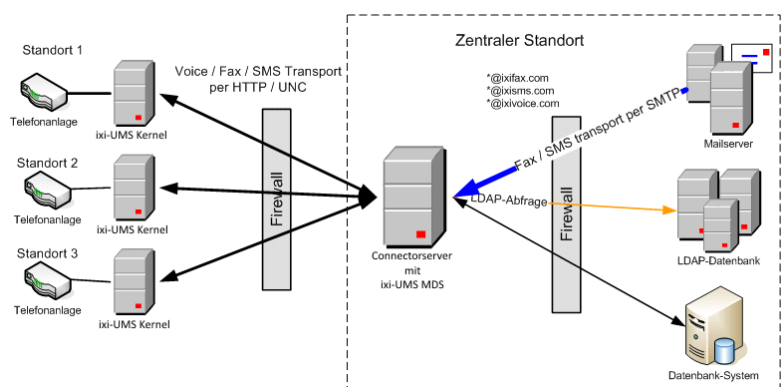 Standort 1
Telefonanlage
ixi-UMS Kernel
Standort 2
Telefonanlage
ixi-UMS Kernel
Standort 3
Telefonanlage
ixi-UMS Kernel
Voice / Fax / SMS Transport
per HTTP / UNC
Firewall
Zentraler Standort
*@ixifax.com
*@ixisms.com
*@ixivoice.com
Connectorserver
mit
ixi-UMS MDS
Fax / SMS transport per SMTP
LDAP-Abfrage
Firewall
Mailserver
LDAP-Datenbank
Datenbank-System